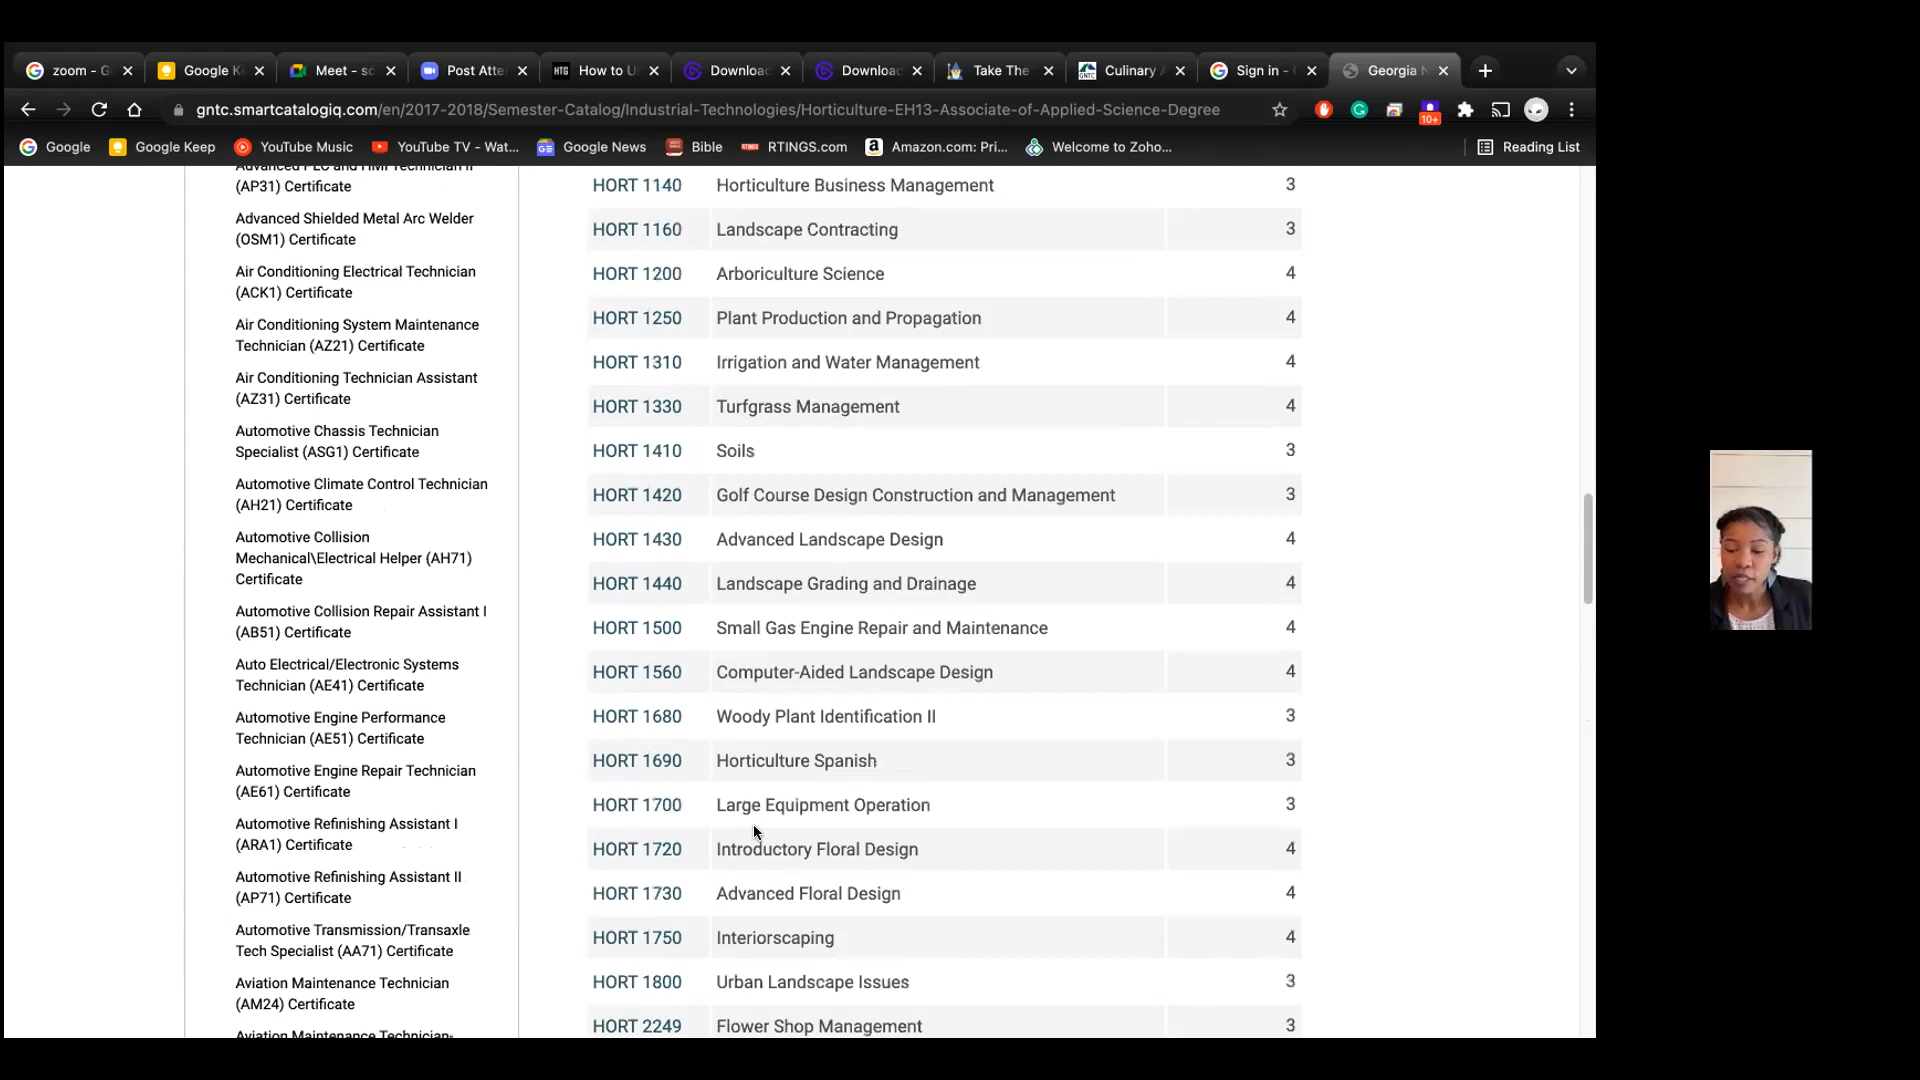 zoom - G
Google K
Meet - sc
Post Atte
HTG How to U
Download
Download
Take The
GNTC Culinary A
Sign in -
Georgia N
gntc.smartcatalogiq.com/en/2017-2018/Semester-Catalog/Industrial-Technologies/Horticulture-EH13-Associate-of-Applied-Science-Degree
10+
Google
Google Keep
YouTube Music
YouTube TV - Wat...
Google News
Bible
RTINGS.com
Amazon.com: Pri...
Welcome to Zoho...
Reading List
Advanced PLC and HMI Technician II
(AP31) Certificate
Advanced Shielded Metal Arc Welder
(OSM1) Certificate
Air Conditioning Electrical Technician
(ACK1) Certificate
Air Conditioning System Maintenance
Technician (AZ21) Certificate
Air Conditioning Technician Assistant
(AZ31) Certificate
Automotive Chassis Technician
Specialist (ASG1) Certificate
Automotive Climate Control Technician
(AH21) Certificate
Automotive Collision
Mechanical\Electrical Helper (AH71)
Certificate
Automotive Collision Repair Assistant I
(AB51) Certificate
Auto Electrical/Electronic Systems
Technician (AE41) Certificate
Automotive Engine Performance
Technician (AE51) Certificate
Automotive Engine Repair Technician
(AE61) Certificate
Automotive Refinishing Assistant I
(ARA1) Certificate
Automotive Refinishing Assistant II
(AP71) Certificate
Automotive Transmission/Transaxle
Tech Specialist (AA71) Certificate
Aviation Maintenance Technician
(AM24) Certificate
Aviation Maintenance Technician-
HORT 1140 Horticulture Business Management 3
HORT 1160 Landscape Contracting 3
HORT 1200 Arboriculture Science 4
HORT 1250 Plant Production and Propagation 4
HORT 1310 Irrigation and Water Management 4
HORT 1330 Turfgrass Management 4
HORT 1410 Soils 3
HORT 1420 Golf Course Design Construction and Management 3
HORT 1430 Advanced Landscape Design 4
HORT 1440 Landscape Grading and Drainage 4
HORT 1500 Small Gas Engine Repair and Maintenance 4
HORT 1560 Computer-Aided Landscape Design 4
HORT 1680 Woody Plant Identification II 3
HORT 1690 Horticulture Spanish 3
HORT 1700 Large Equipment Operation 3
HORT 1720 Introductory Floral Design 4
HORT 1730 Advanced Floral Design 4
HORT 1750 Interiorscaping 4
HORT 1800 Urban Landscape Issues 3
HORT 2249 Flower Shop Management 3